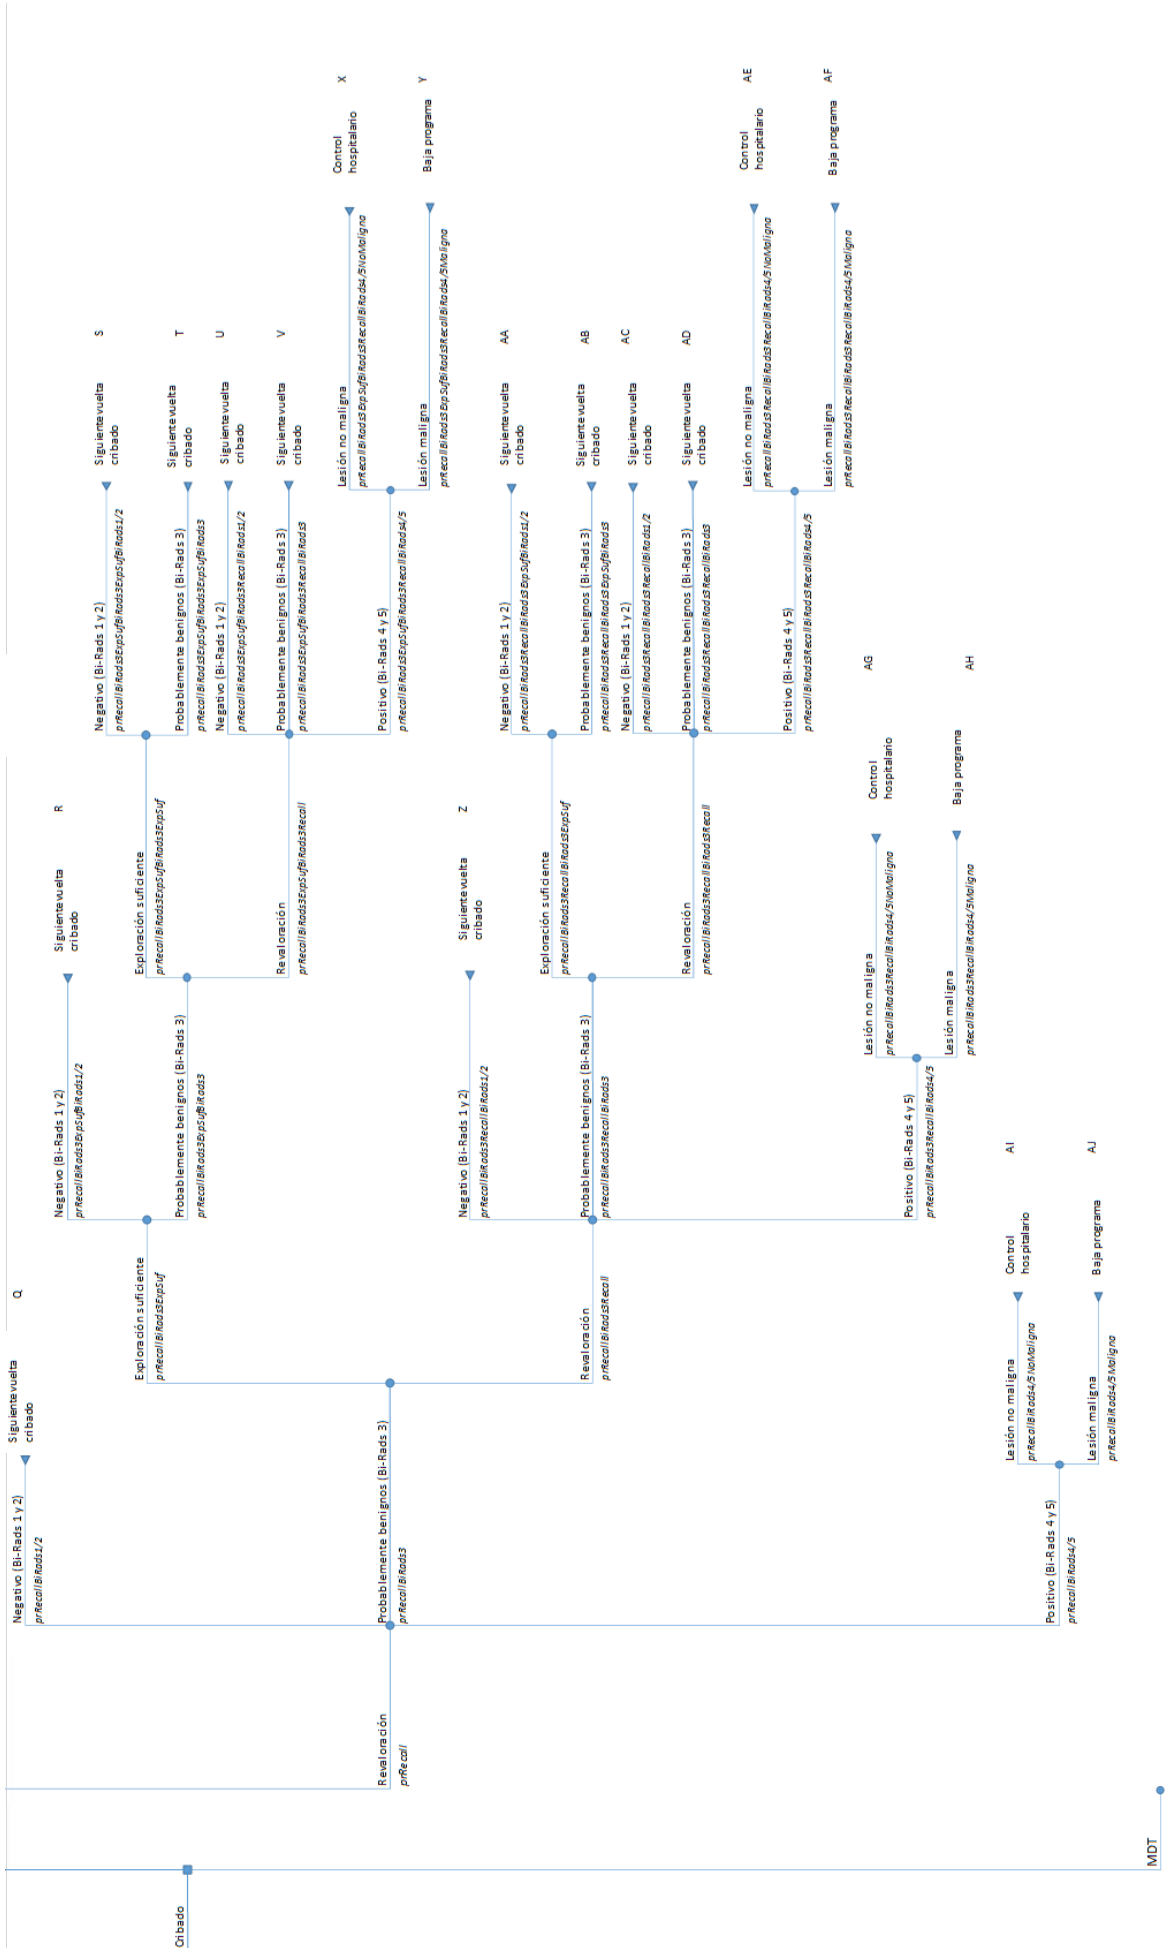 Cribado
MDT
Revaloración
prRecall
Negativo (Bi-Rads 1 y 2)
prRecallBiRads1/2
Siguiente vuelta
cribado
Q
Probablemente benignos (Bi-Rads 3)
prRecallBiRads3
Exploración suficiente
prRecallBiRads3ExpSuf
Negativo (Bi-Rads 1 y 2)
prRecallBiRads3ExpSufBiRads1/2
Siguiente vuelta
cribado
R
Probablemente benignos (Bi-Rads 3)
prRecallBiRads3ExpSufBiRads3
Exploración suficiente
prRecallBiRads3ExpSufBiRads3ExpSuf
Negativo (Bi-Rads 1 y 2)
prRecallBiRads3ExpSufBiRads3ExpSufBiRads1/2
Siguiente vuelta
cribado
S
Probablemente benignos (Bi-Rads 3)
prRecallBiRads3ExpSufBiRads3ExpSufBiRads3
Siguiente vuelta
cribado
T
Revaloración
prRecallBiRads3ExpSufBiRads3Recall
Negativo (Bi-Rads 1 y 2)
prRecallBiRads3ExpSufBiRads3RecallBiRads1/2
Siguiente vuelta
cribado
U
Probablemente benignos (Bi-Rads 3)
prRecallBiRads3ExpSufBiRads3RecallBiRads3
Siguiente vuelta
cribado
V
Positivo (Bi-Rads 4 y 5)
prRecallBiRads3ExpSufBiRads3RecallBiRads4/5
Lesión no maligna
prRecallBiRads3ExpSufBiRads3RecallBiRads4/5NoMaligna
Control
hospitalario
X
Lesión maligna
prRecallBiRads3ExpSufBiRads3RecallBiRads4/5Maligna
Baja programa
Y
Revaloración
prRecallBiRads3Recall
Negativo (Bi-Rads 1 y 2)
prRecallBiRads3RecallBiRads1/2
Siguiente vuelta
cribado
Z
Probablemente benignos (Bi-Rads 3)
prRecallBiRads3RecallBiRads3
Exploración suficiente
prRecallBiRads3RecallBiRads3ExpSuf
Negativo (Bi-Rads 1 y 2)
prRecallBiRads3RecallBiRads3ExpSufBiRads1/2
Siguiente vuelta
cribado
AA
Probablemente benignos (Bi-Rads 3)
prRecallBiRads3RecallBiRads3ExpSufBiRads3
Siguiente vuelta
cribado
AB
Revaloración
prRecallBiRads3RecallBiRads3Recall
Negativo (Bi-Rads 1 y 2)
prRecallBiRads3RecallBiRads3RecallBiRads1/2
Siguiente vuelta
cribado
AC
Probablemente benignos (Bi-Rads 3)
prRecallBiRads3RecallBiRads3RecallBiRads3
Siguiente vuelta
cribado
AD
Positivo (Bi-Rads 4 y 5)
prRecallBiRads3RecallBiRads3RecallBiRads4/5
Lesión no maligna
prRecallBiRads3RecallBiRads3RecallBiRads4/5NoMaligna
Control
hospitalario
AE
Lesión maligna
prRecallBiRads3RecallBiRads3RecallBiRads4/5Maligna
Baja programa
AF
Positivo (Bi-Rads 4 y 5)
prRecallBiRads3RecallBiRads4/5
Lesión no maligna
prRecallBiRads3RecallBiRads4/5NoMaligna
Control
hospitalario
AG
Lesión maligna
prRecallBiRads3RecallBiRads4/5Maligna
Baja programa
AH
Positivo (Bi-Rads 4 y 5)
prRecallBiRads4/5
Lesión no maligna
prRecallBiRads4/5NoMaligna
Control
hospitalario
AI
Lesión maligna
prRecallBiRads4/5Maligna
Baja programa
AJ